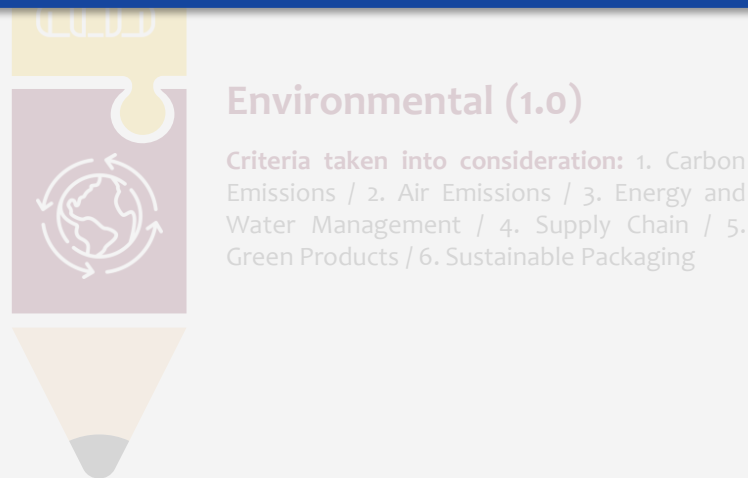 Environmental (1.0)
Criteria taken into consideration: 1. Carbon
Emissions / 2. Air Emissions / 3. Energy and
Water Management / 4. Supply Chain / 5.
Green Products / 6. Sustainable Packaging